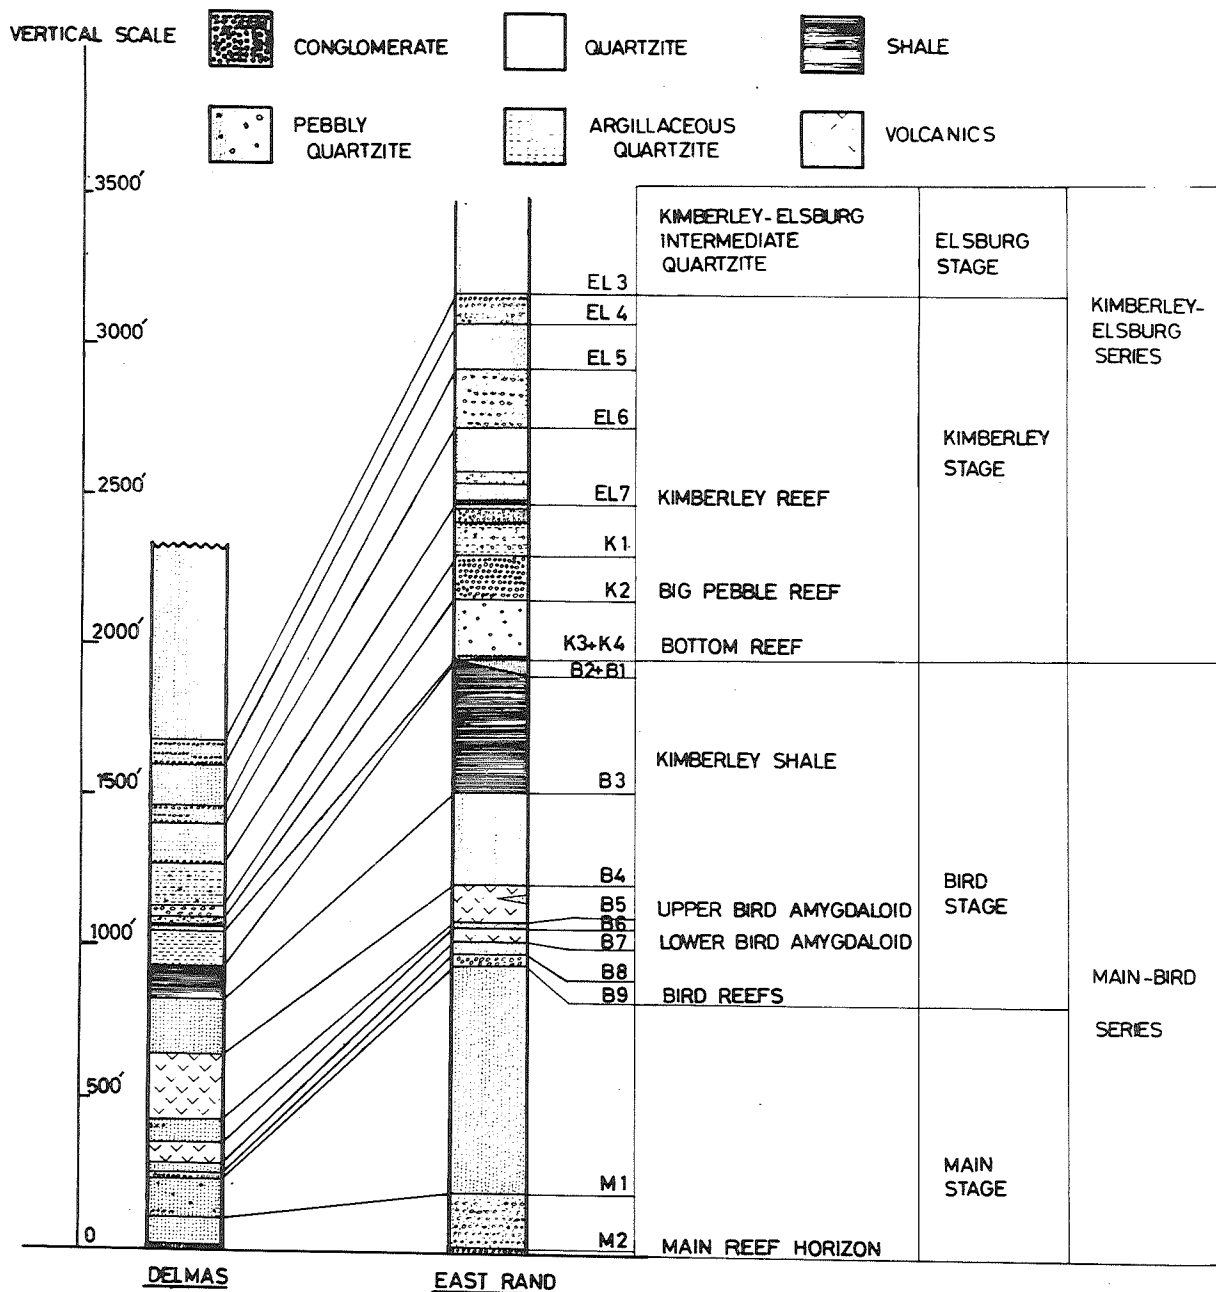 VERTICAL SCALE
CONGLOMERATE
QUARTZITE
SHALE
PEBBLY
QUARTZITE
ARGILLACEOUS
QUARTZITE
VOLCANICS
3500′
3000′
2500′
2000′
1500′
1000′
500′
0
DELMAS
EAST RAND
EL 3
EL 4
EL 5
EL6
EL7
K 1
K2
K3+K4
B2+B1
B3
B4
B5
B6
B7
B8
B9
M 1
M2
KIMBERLEY-ELSBURG
INTERMEDIATE
QUARTZITE
KIMBERLEY REEF
BIG PEBBLE REEF
BOTTOM REEF
KIMBERLEY SHALE
UPPER BIRD AMYGDALOID
LOWER BIRD AMYGDALOID
BIRD REEFS
MAIN REEF HORIZON
ELSBURG
STAGE
KIMBERLEY
STAGE
BIRD
STAGE
MAIN
STAGE
KIMBERLEY-
ELSBURG
SERIES
MAIN-BIRD
SERIES